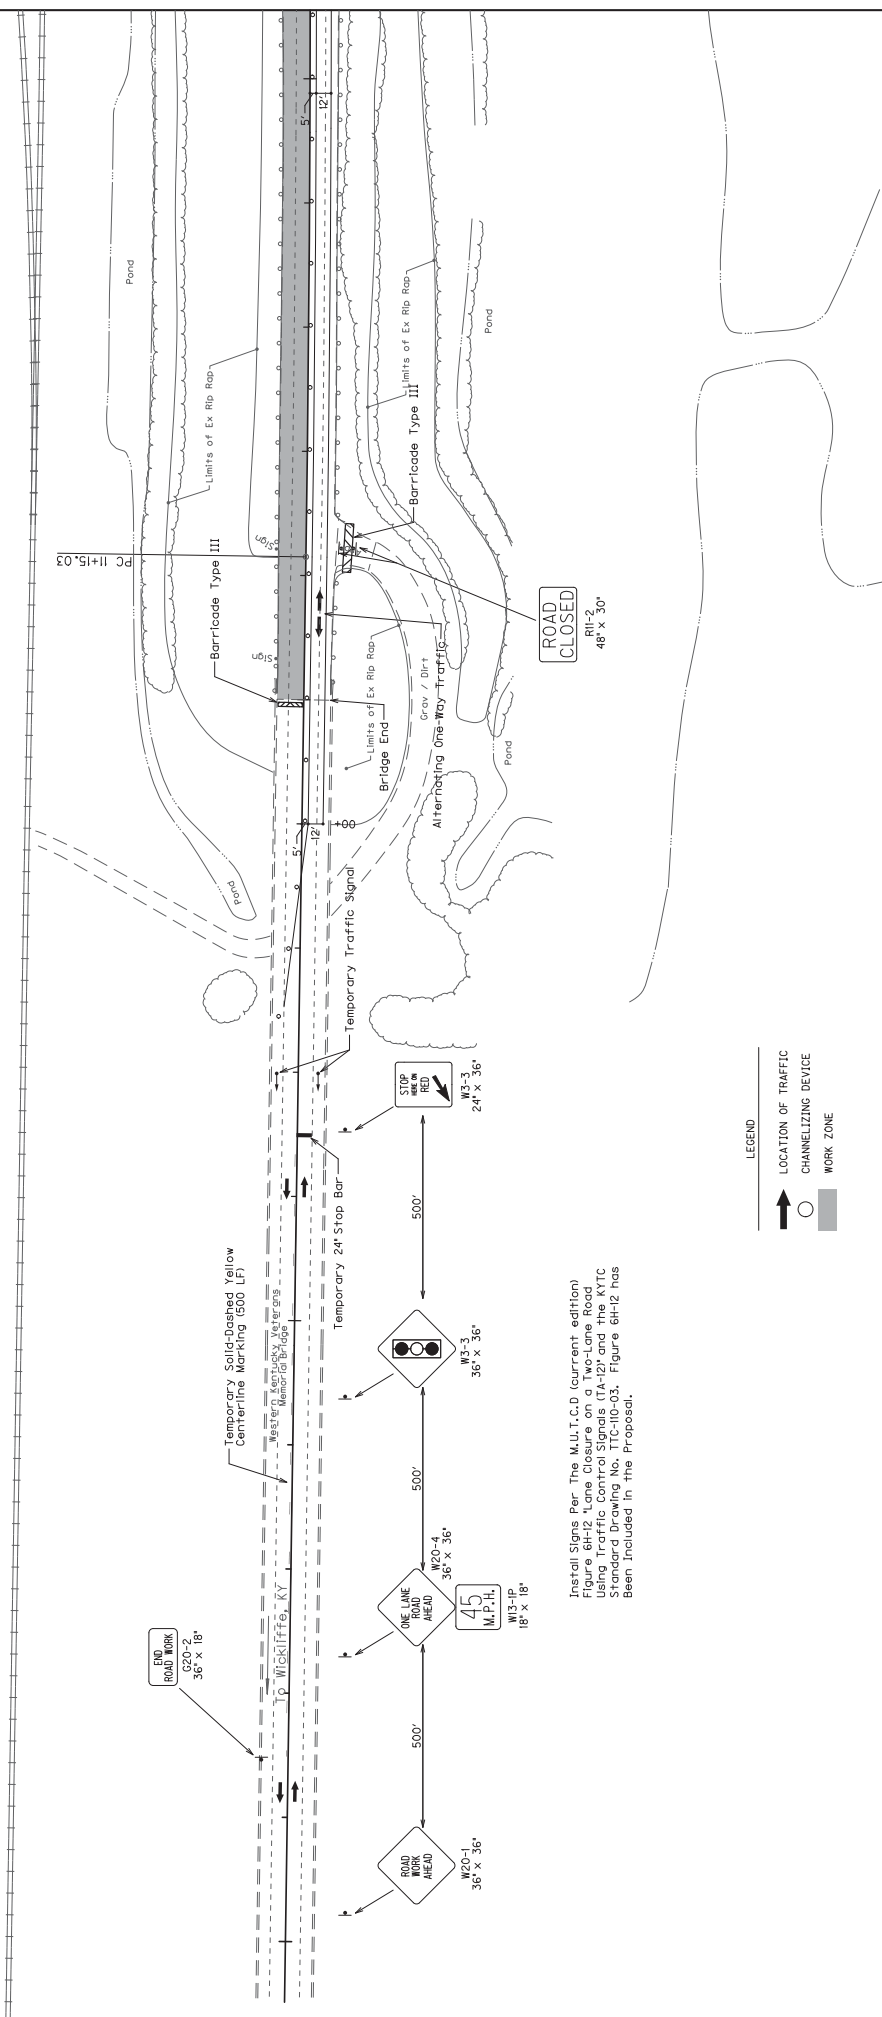 5'
12'
Pond
Limits of Ex Rip Rap
Limits of Ex Rip Rap
Pond
Barricade Type III
Sign
PC 11+15.03
Barricade Type III
ROAD
CLOSED
R11-2
48" X 30"
Sign
Limits of Ex Rip Rap
Grav / Dirt
Alternating One-Way Traffic
Bridge End
Pond
5'
12'
+00
Pond
Temporary Traffic Signal
STOP
HERE ON
RED
W3-3
24" X 36"
500'
Temporary 24" Stop Bar
Temporary Solid-Dashed Yellow
Centerline Marking (500 LF)
Western Kentucky Veterans
Memorial Bridge
W3-3
36" X 36"
500'
ONE LANE
ROAD
AHEAD
W20-4
36" X 36"
45
M.P.H.
W13-1P
18" X 18"
To Wickliffe, KY
END
ROAD WORK
G20-2
36" X 18"
500'
ROAD
WORK
AHEAD
W20-1
36" X 36"
LEGEND
LOCATION OF TRAFFIC
CHANNELIZING DEVICE
WORK ZONE
Install Signs Per The M.U.T.C.D (current edition)
Figure 6H-12 "Lane Closure on a Two-Lane Road
Using Traffic Control Signals (TA-12)" and the KYTC
Standard Drawing No. TTC-110-03. Figure 6H-12 has
Been Included in the Proposal.